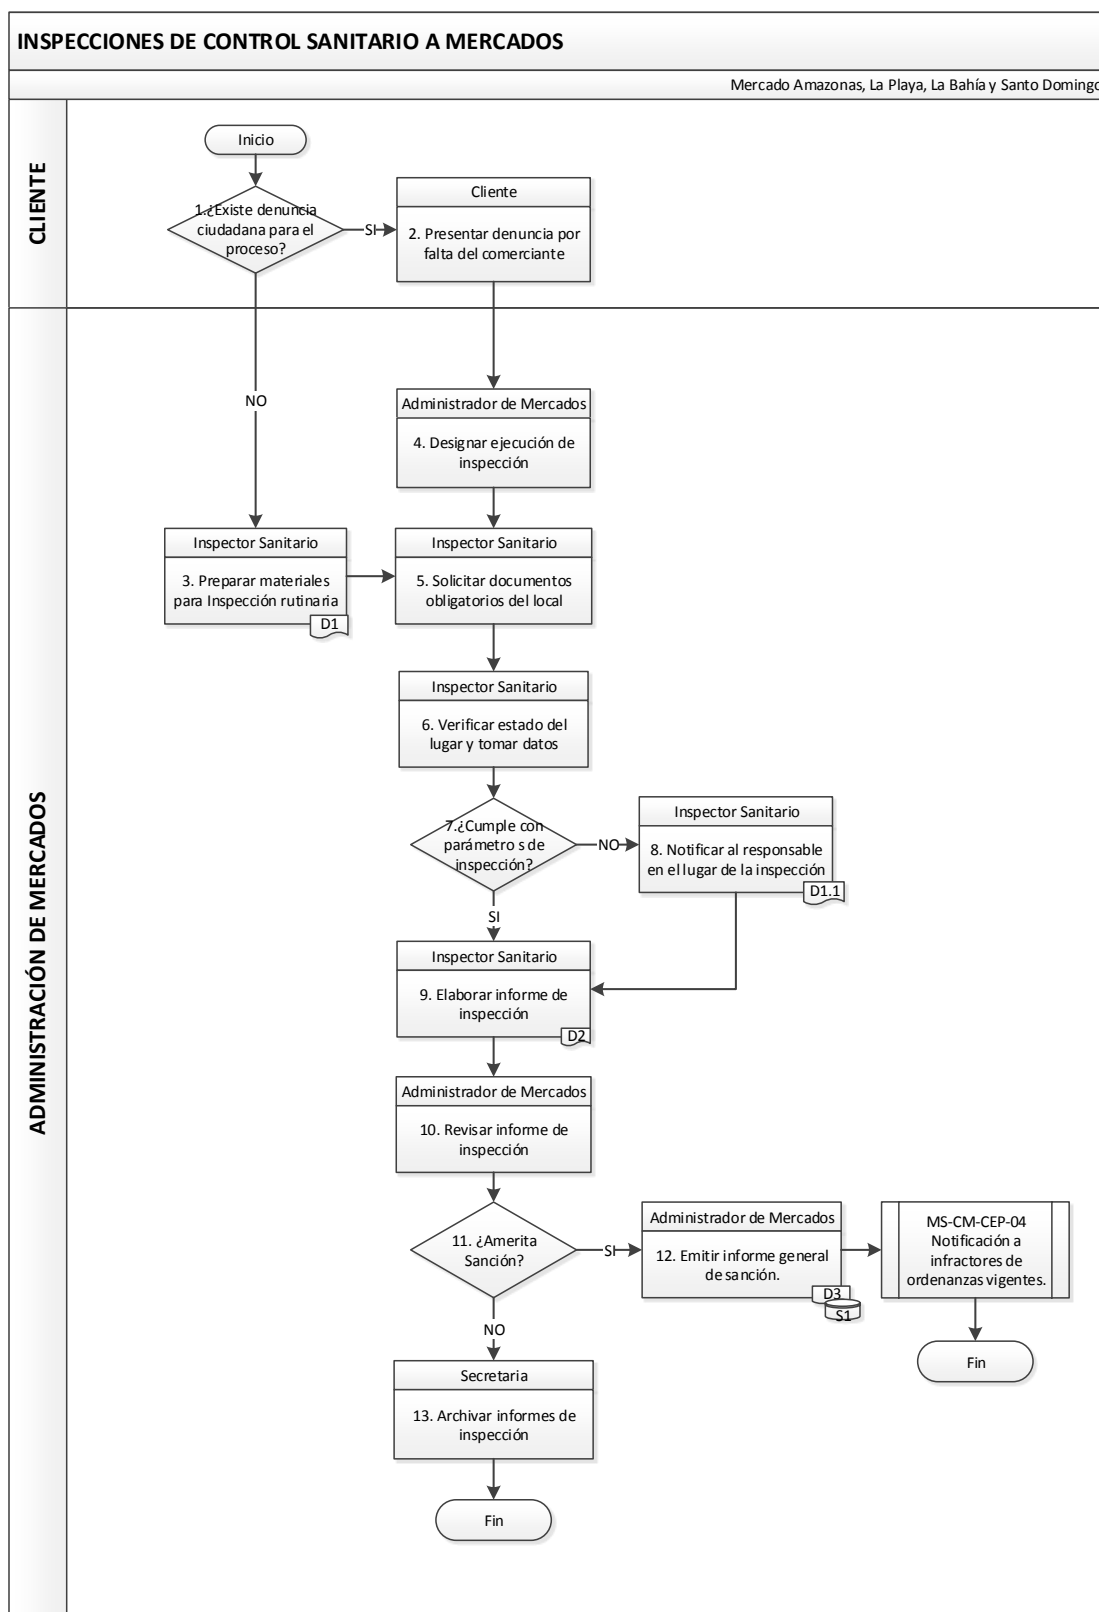 INSPECCIONES DE CONTROL SANITARIO A MERCADOS
Mercado Amazonas, La Playa, La Bahía y Santo Domingo
CLIENTE
Inicio
1.¿Existe denuncia
ciudadana para el
proceso?
SI
Cliente
2. Presentar denuncia por
falta del comerciante
ADMINISTRACIÓN DE MERCADOS
NO
Administrador de Mercados
4. Designar ejecución de
inspección
Inspector Sanitario
3. Preparar materiales
para Inspección rutinaria
D1
Inspector Sanitario
5. Solicitar documentos
obligatorios del local
Inspector Sanitario
6. Verificar estado del
lugar y tomar datos
7.¿Cumple con
parámetro s de
inspección?
NO
Inspector Sanitario
8. Notificar al responsable
en el lugar de la inspección
D1.1
SI
Inspector Sanitario
9. Elaborar informe de
inspección
D2
Administrador de Mercados
10. Revisar informe de
inspección
11. ¿Amerita
Sanción?
SI
Administrador de Mercados
12. Emitir informe general
de sanción.
D3
S1
MS-CM-CEP-04
Notificación a
infractores de
ordenanzas vigentes.
Fin
NO
Secretaria
13. Archivar informes de
inspección
Fin